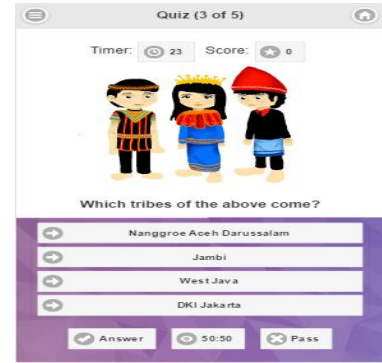 Quiz (3 of 5)
Timer: 23 Score: 0
Which tribes of the above come?
Nanggroe Aceh Darussalam
Jambi
West Java
DKI Jakarta
Answer 50:50 Pass